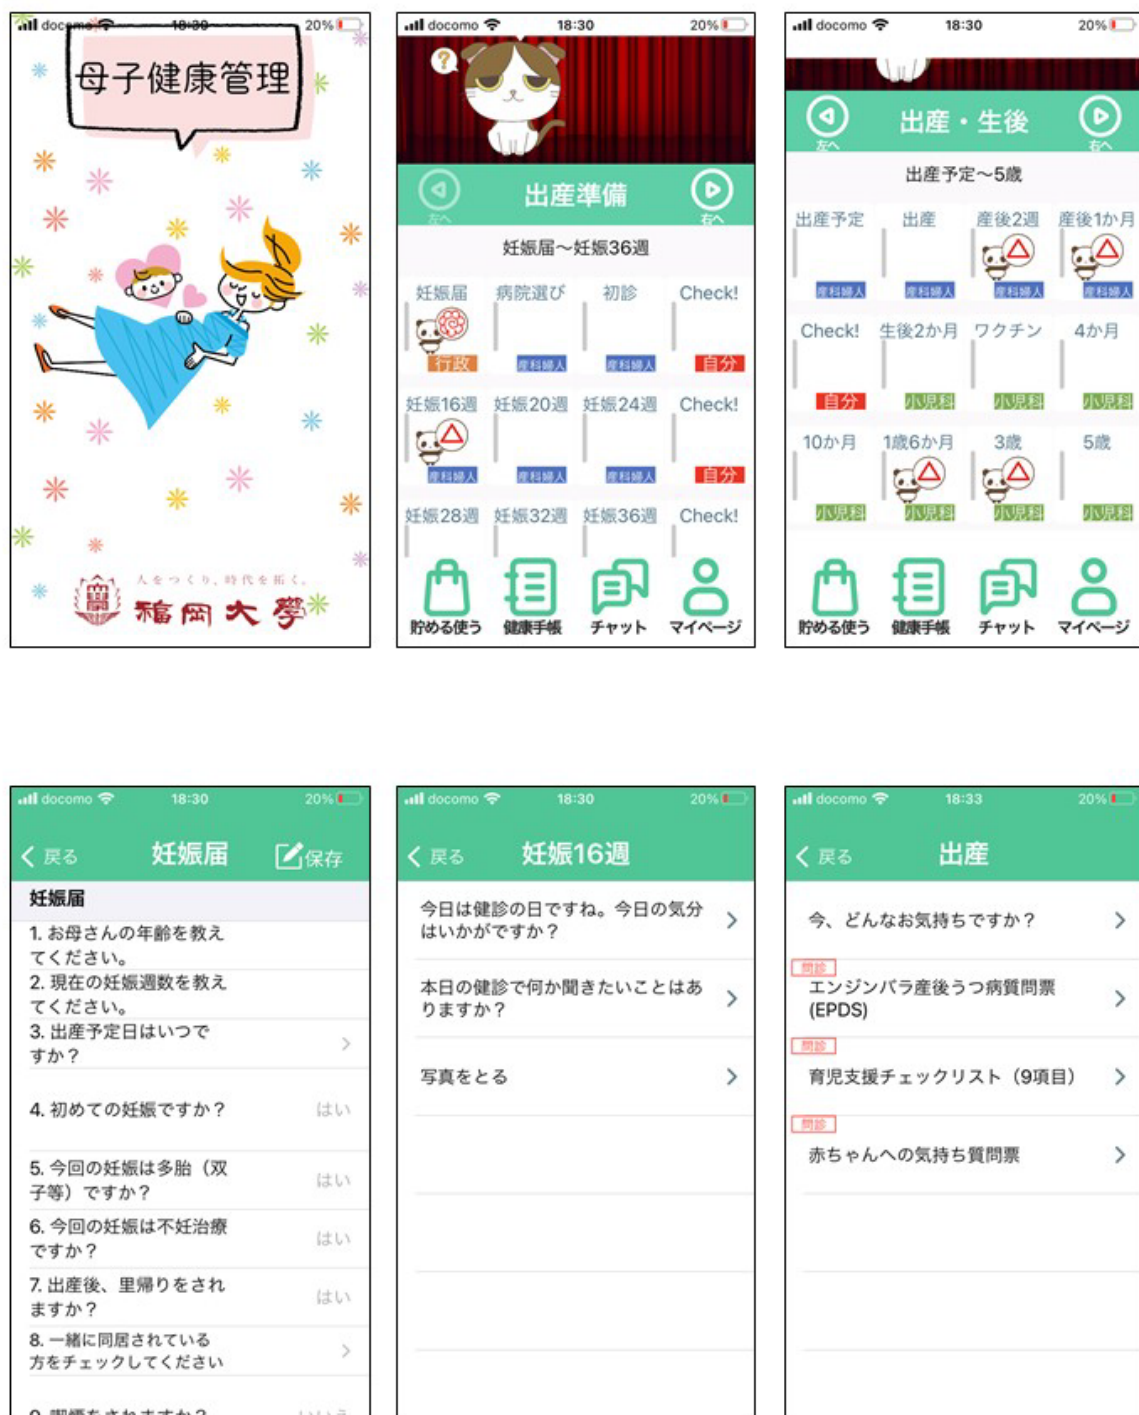 docomo 18:30 20%
母子健康管理
人をつくり、時代を拓く。
福岡大學
docomo 18:30 20%
?
出産準備
左へ
右へ
妊娠届～妊娠36週
妊娠届 病院選び 初診 Check!
行政 産科婦人 産科婦人 自分
妊娠16週 妊娠20週 妊娠24週 Check!
産科婦人 産科婦人 産科婦人 自分
妊娠28週 妊娠32週 妊娠36週 Check!
貯める使う 健康手帳 チャット マイページ
docomo 18:30 20%
出産・生後
左へ
右へ
出産予定～5歳
出産予定 出産 産後2週 産後1か月
産科婦人 産科婦人 産科婦人 産科婦人
Check! 生後2か月 ワクチン 4か月
自分 小児科 小児科 小児科
10か月 1歳6か月 3歳 5歳
小児科 小児科 小児科 小児科
貯める使う 健康手帳 チャット マイページ
docomo 18:30 20%
戻る 妊娠届 保存
妊娠届
1. お母さんの年齢を教え
てください。
2. 現在の妊娠週数を教え
てください。
3. 出産予定日はいつで
すか？
4. 初めての妊娠ですか？ はい
5. 今回の妊娠は多胎（双
子等）ですか？ はい
6. 今回の妊娠は不妊治療
ですか？ はい
7. 出産後、里帰りをされ
ますか？ はい
8. 一緒に同居されている
方をチェックしてください
docomo 18:30 20%
戻る 妊娠16週
今日は健診の日ですね。今日の気分
はいかがですか？
本日の健診で何か聞きたいことはあ
りますか？
写真をとる
docomo 18:33 20%
戻る 出産
今、どんなお気持ちですか？
問診
エンジンバラ産後うつ病質問票
(EPDS)
問診
育児支援チェックリスト（9項目）
問診
赤ちゃんへの気持ち質問票